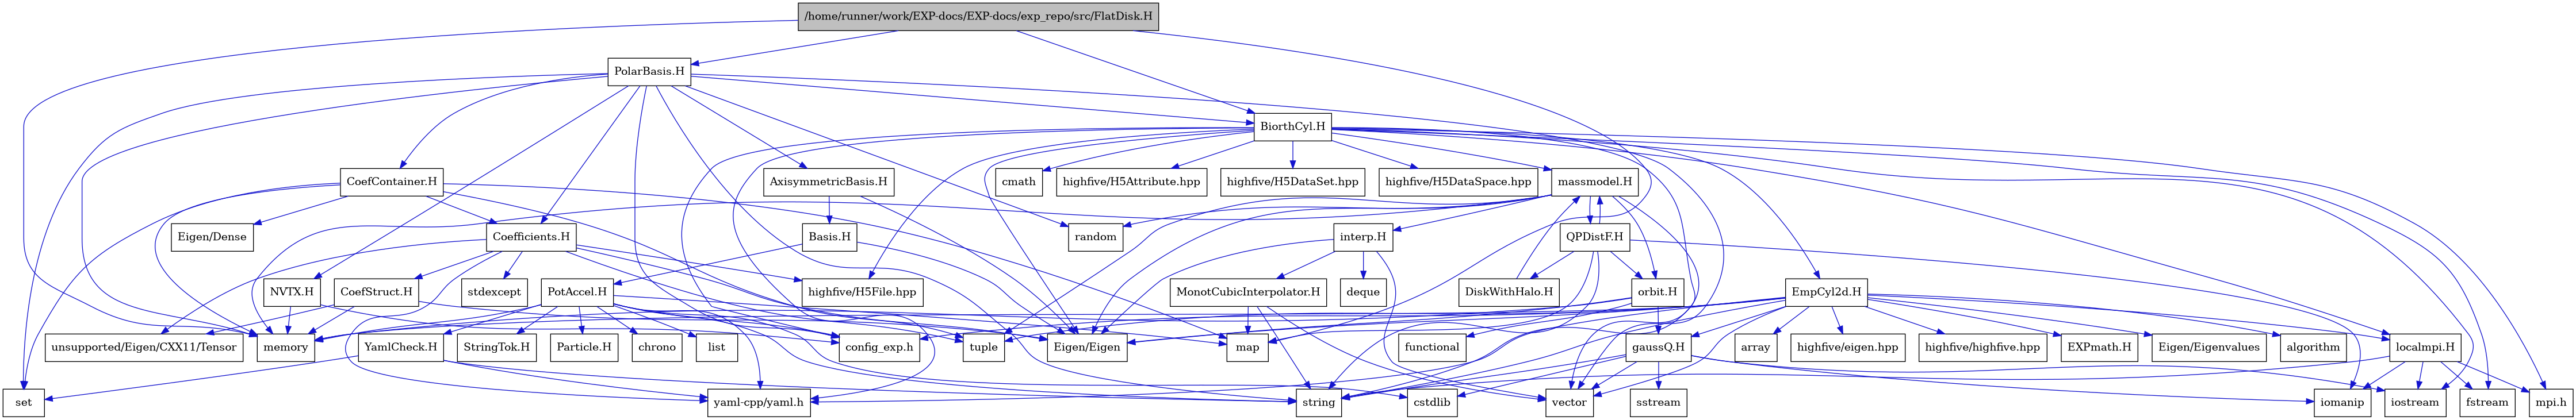 /home/runner/work/EXP-docs/EXP-docs/exp_repo/src/FlatDisk.H
PolarBasis.H
BiorthCyl.H
CoefContainer.H
AxisymmetricBasis.H
cmath
highfive/H5Attribute.hpp
highfive/H5DataSet.hpp
highfive/H5DataSpace.hpp
massmodel.H
Eigen/Dense
Coefficients.H
Basis.H
random
interp.H
QPDistF.H
NVTX.H
CoefStruct.H
stdexcept
PotAccel.H
highfive/H5File.hpp
MonotCubicInterpolator.H
deque
DiskWithHalo.H
orbit.H
EmpCyl2d.H
unsupported/Eigen/CXX11/Tensor
memory
YamlCheck.H
StringTok.H
Particle.H
chrono
list
config_exp.h
tuple
Eigen/Eigen
map
functional
gaussQ.H
array
highfive/eigen.hpp
highfive/highfive.hpp
EXPmath.H
Eigen/Eigenvalues
algorithm
localmpi.H
set
yaml-cpp/yaml.h
string
cstdlib
vector
sstream
iomanip
iostream
fstream
mpi.h